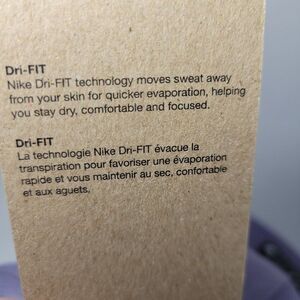 Dri-FIT
Nike Dri-FIT technology moves sweat away
from your skin for quicker evaporation, helping
you stay dry, comfortable and focused.
Dri-FIT
La technologie Nike Dri-FIT évacue la
transpiration pour favoriser une évaporation
rapide et vous maintenir au sec, confortable
et aux aguets.